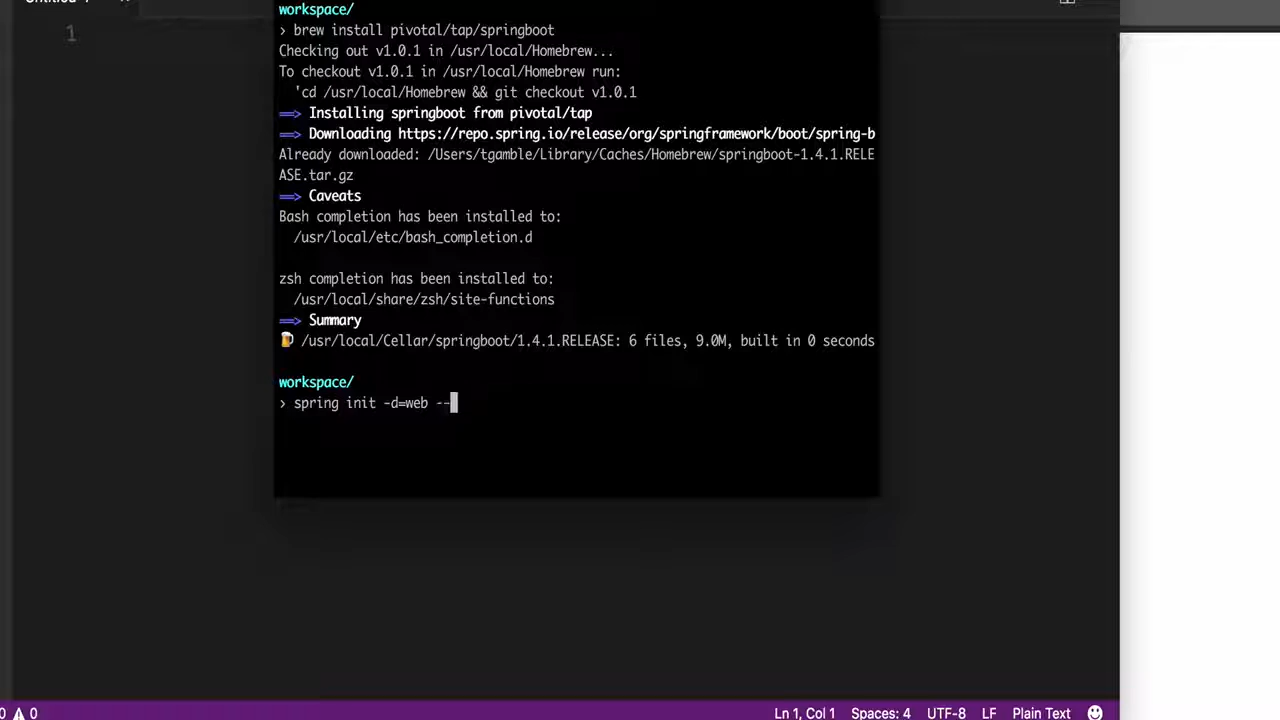 workspace/
1
› brew install pivotal/tap/springboot
Checking out v1.0.1 in /usr/local/Homebrew...
To checkout v1.0.1 in /usr/local/Homebrew run:
'cd /usr/local/Homebrew && git checkout v1.0.1
==> Installing springboot from pivotal/tap
==> Downloading https://repo.spring.io/release/org/springframework/boot/spring-b
Already downloaded: /Users/tgamble/Library/Caches/Homebrew/springboot-1.4.1.RELE
ASE.tar.gz
==> Caveats
Bash completion has been installed to:
/usr/local/etc/bash_completion.d
zsh completion has been installed to:
/usr/local/share/zsh/site-functions
==> Summary
🍺 /usr/local/Cellar/springboot/1.4.1.RELEASE: 6 files, 9.0M, built in 0 seconds
workspace/
› spring init -d=web --
0 ⚠ 0 Ln 1, Col 1 Spaces: 4 UTF-8 LF Plain Text